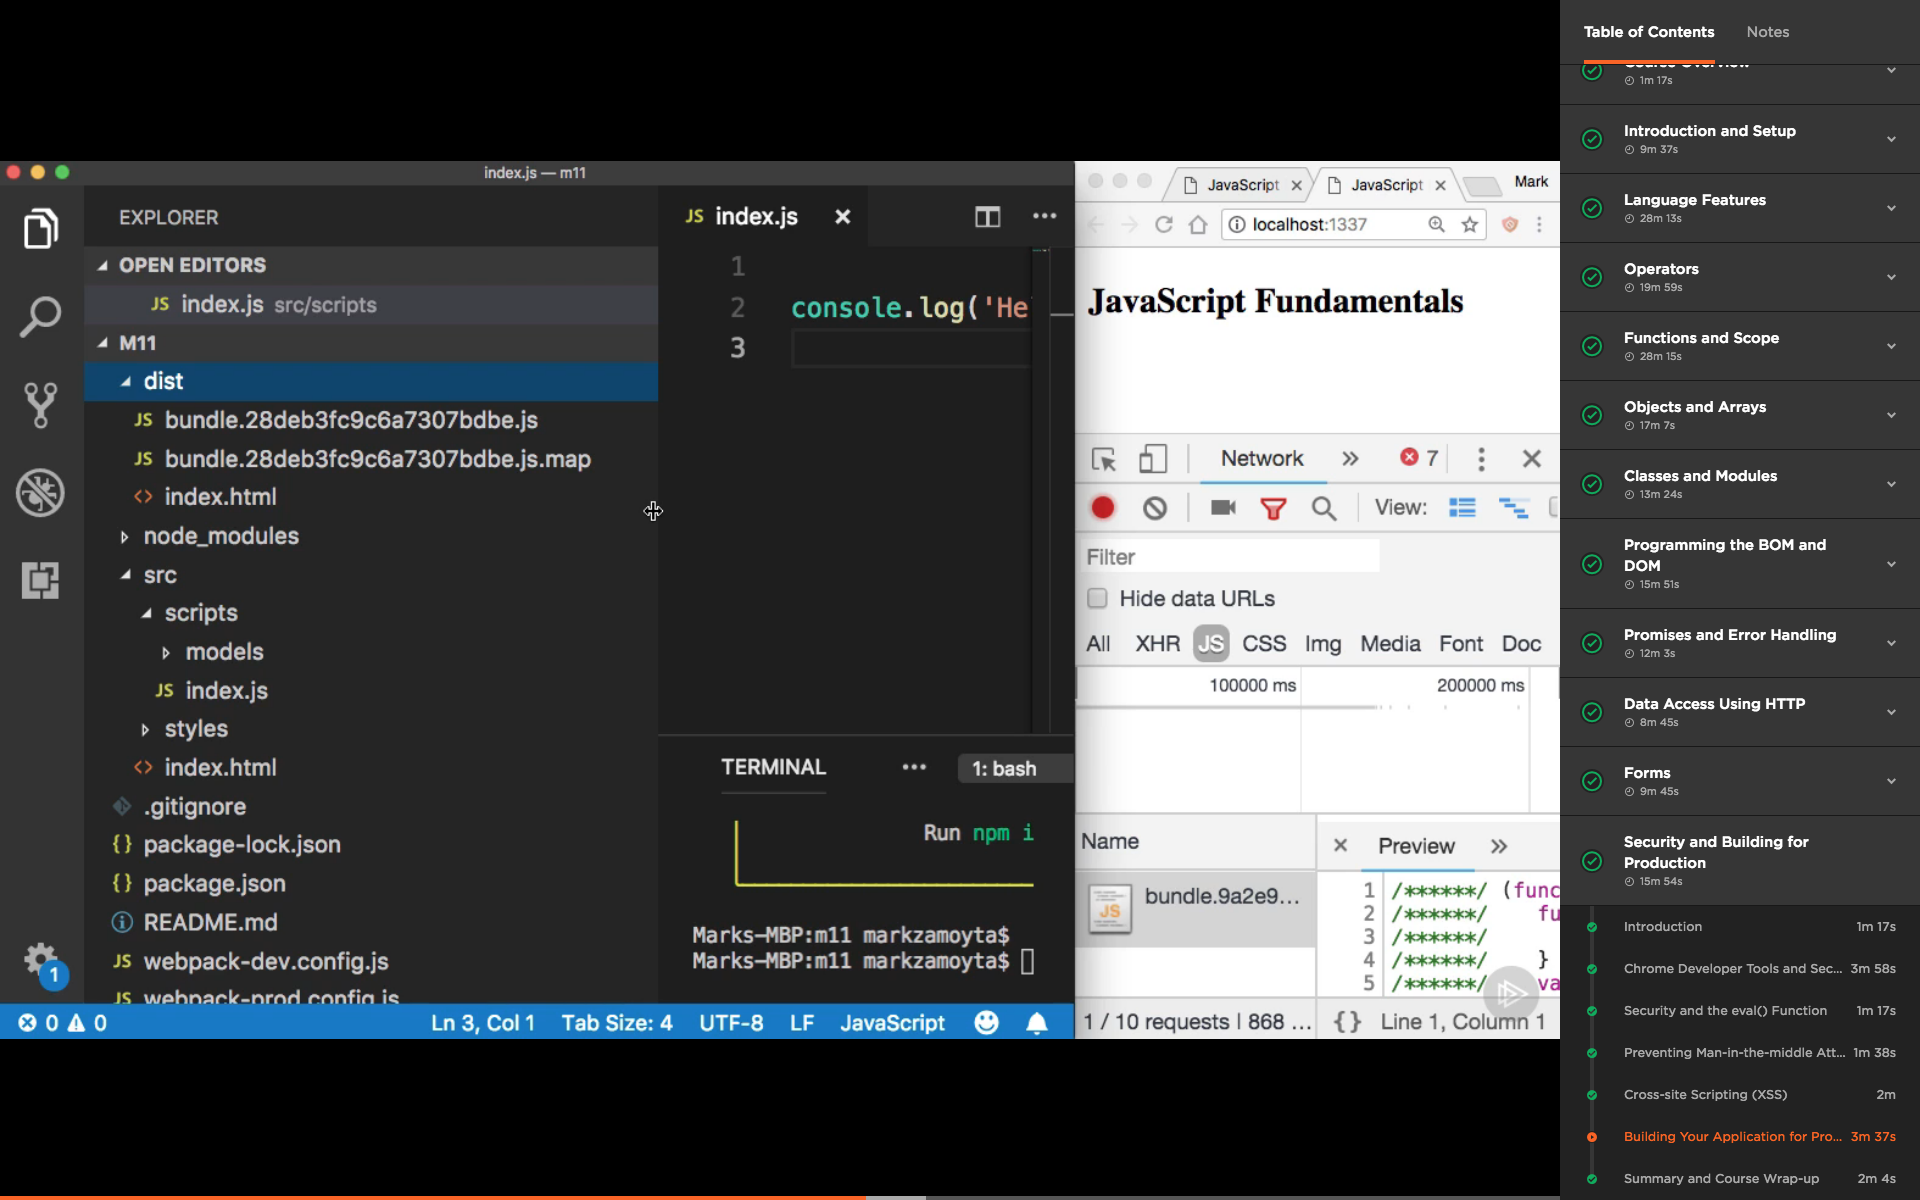 index.js — m11
EXPLORER
OPEN EDITORS
JS index.js src/scripts
M11
dist
JS bundle.28deb3fc9c6a7307bdbe.js
JS bundle.28deb3fc9c6a7307bdbe.js.map
<> index.html
node_modules
src
scripts
models
JS index.js
styles
<> index.html
.gitignore
{} package-lock.json
{} package.json
README.md
JS webpack-dev.config.js
JS webpack-prod.config.js
1
JS index.js
1
2 console.log('He
3
TERMINAL
1: bash
Run npm i
Marks-MBP:m11 markzamoyta$
Marks-MBP:m11 markzamoyta$
0 0
Ln 3, Col 1 Tab Size: 4 UTF-8 LF JavaScript
JavaScript
JavaScript
Mark
localhost:1337
JavaScript Fundamentals
Network
7
View:
Filter
Hide data URLs
All XHR JS CSS Img Media Font Doc
100000 ms 200000 ms
Name
JS bundle.9a2e9...
Preview
1 /******/ (func
2 /******/ fu
3 /******/
4 /******/ }
5 /******/ va
1 / 10 requests | 868 ...
{} Line 1, Column 1
Table of Contents Notes
Course Overview
1m 17s
Introduction and Setup
9m 37s
Language Features
28m 13s
Operators
19m 59s
Functions and Scope
28m 15s
Objects and Arrays
17m 7s
Classes and Modules
13m 24s
Programming the BOM and
DOM
15m 51s
Promises and Error Handling
12m 3s
Data Access Using HTTP
8m 45s
Forms
9m 45s
Security and Building for
Production
15m 54s
Introduction 1m 17s
Chrome Developer Tools and Sec... 3m 58s
Security and the eval() Function 1m 17s
Preventing Man-in-the-middle Att... 1m 38s
Cross-site Scripting (XSS) 2m
Building Your Application for Pro... 3m 37s
Summary and Course Wrap-up 2m 4s